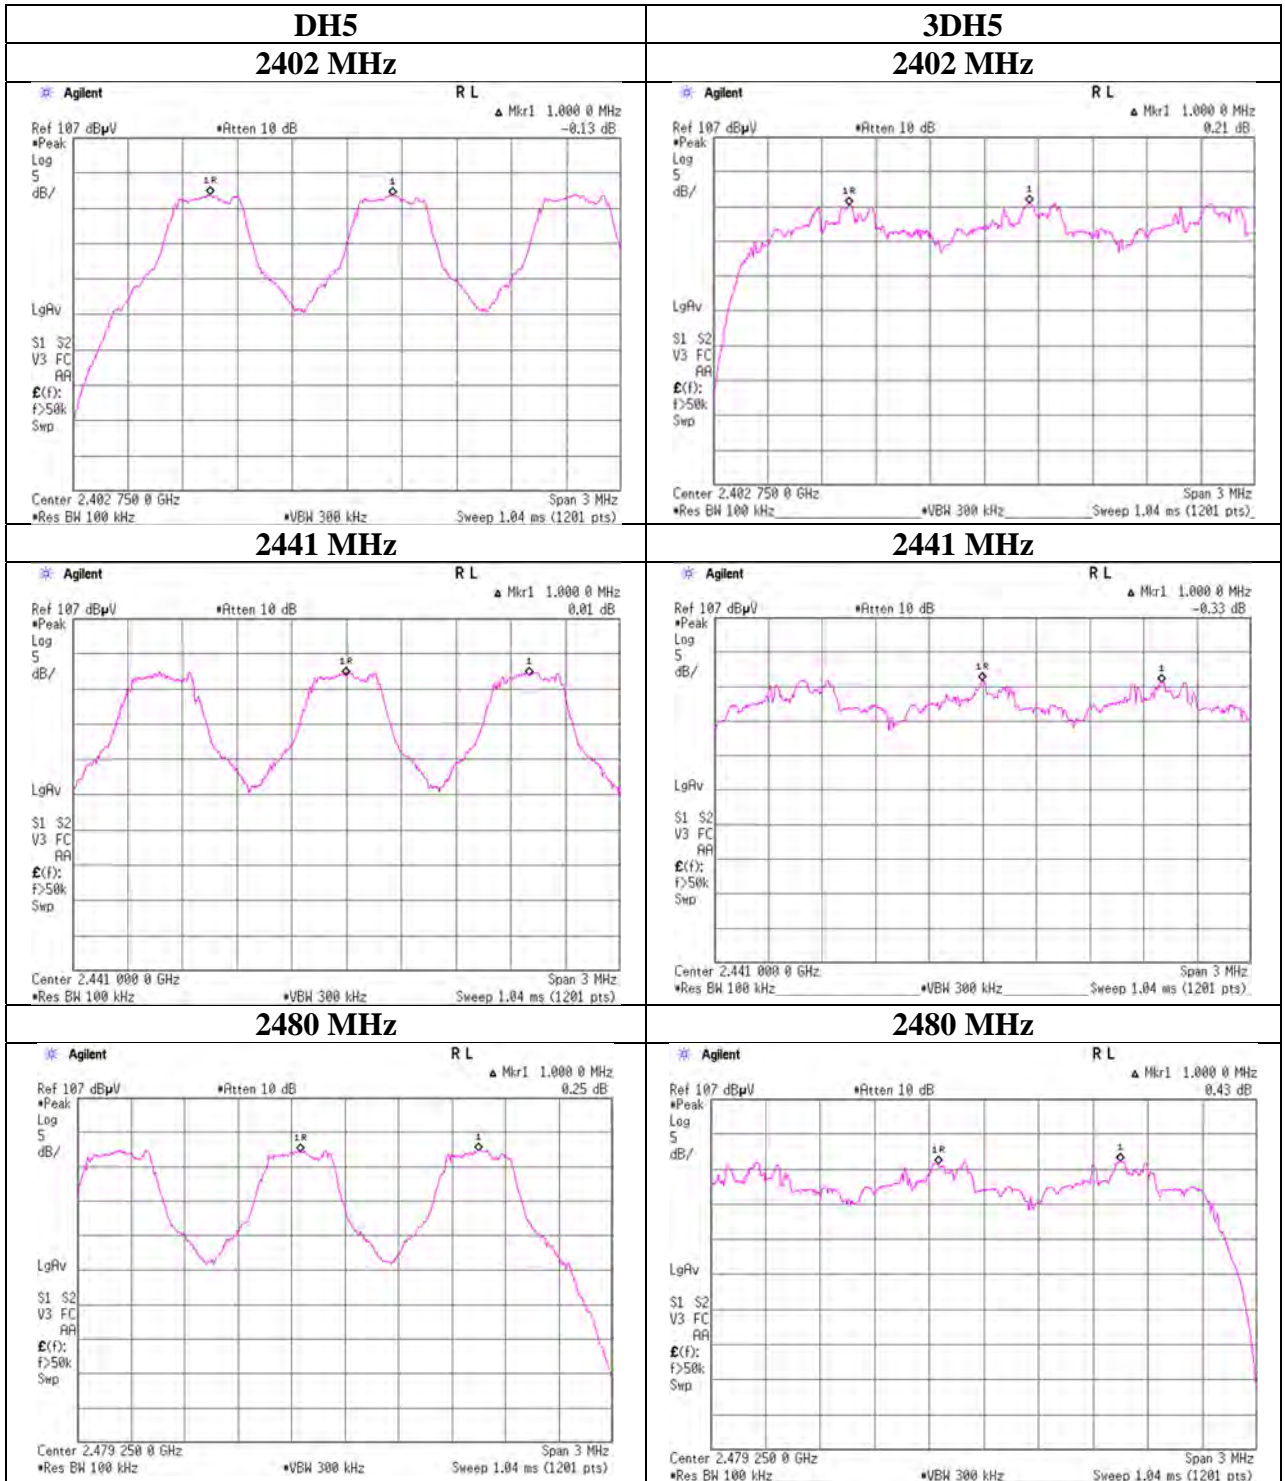 DH5
3DH5
2402 MHz
2402 MHz
Agilent
R L
Δ Mkr1 1.000 0 MHz
Ref 107 dBµV
#Atten 10 dB
-0.13 dB
#Peak
Log
5
dB/
1R
1
LgAv
S1 S2
V3 FC
AA
£(f):
f>50k
Swp
Center 2.402 750 0 GHz
Span 3 MHz
#Res BW 100 kHz
#VBW 300 kHz
Sweep 1.04 ms (1201 pts)
Agilent
R L
Δ Mkr1 1.000 0 MHz
Ref 107 dBµV
#Atten 10 dB
0.21 dB
#Peak
Log
5
dB/
1R
1
LgAv
S1 S2
V3 FC
AA
£(f):
f>50k
Swp
Center 2.402 750 0 GHz
Span 3 MHz
#Res BW 100 kHz
#VBW 300 kHz
Sweep 1.04 ms (1201 pts)
2441 MHz
2441 MHz
Agilent
R L
Δ Mkr1 1.000 0 MHz
Ref 107 dBµV
#Atten 10 dB
0.01 dB
#Peak
Log
5
dB/
1R
1
LgAv
S1 S2
V3 FC
AA
£(f):
f>50k
Swp
Center 2.441 000 0 GHz
Span 3 MHz
#Res BW 100 kHz
#VBW 300 kHz
Sweep 1.04 ms (1201 pts)
Agilent
R L
Δ Mkr1 1.000 0 MHz
Ref 107 dBµV
#Atten 10 dB
-0.33 dB
#Peak
Log
5
dB/
1R
1
LgAv
S1 S2
V3 FC
AA
£(f):
f>50k
Swp
Center 2.441 000 0 GHz
Span 3 MHz
#Res BW 100 kHz
#VBW 300 kHz
Sweep 1.04 ms (1201 pts)
2480 MHz
2480 MHz
Agilent
R L
Δ Mkr1 1.000 0 MHz
Ref 107 dBµV
#Atten 10 dB
0.25 dB
#Peak
Log
5
dB/
1R
1
LgAv
S1 S2
V3 FC
AA
£(f):
f>50k
Swp
Center 2.479 250 0 GHz
Span 3 MHz
#Res BW 100 kHz
#VBW 300 kHz
Sweep 1.04 ms (1201 pts)
Agilent
R L
Δ Mkr1 1.000 0 MHz
Ref 107 dBµV
#Atten 10 dB
0.43 dB
#Peak
Log
5
dB/
1R
1
LgAv
S1 S2
V3 FC
AA
£(f):
f>50k
Swp
Center 2.479 250 0 GHz
Span 3 MHz
#Res BW 100 kHz
#VBW 300 kHz
Sweep 1.04 ms (1201 pts)